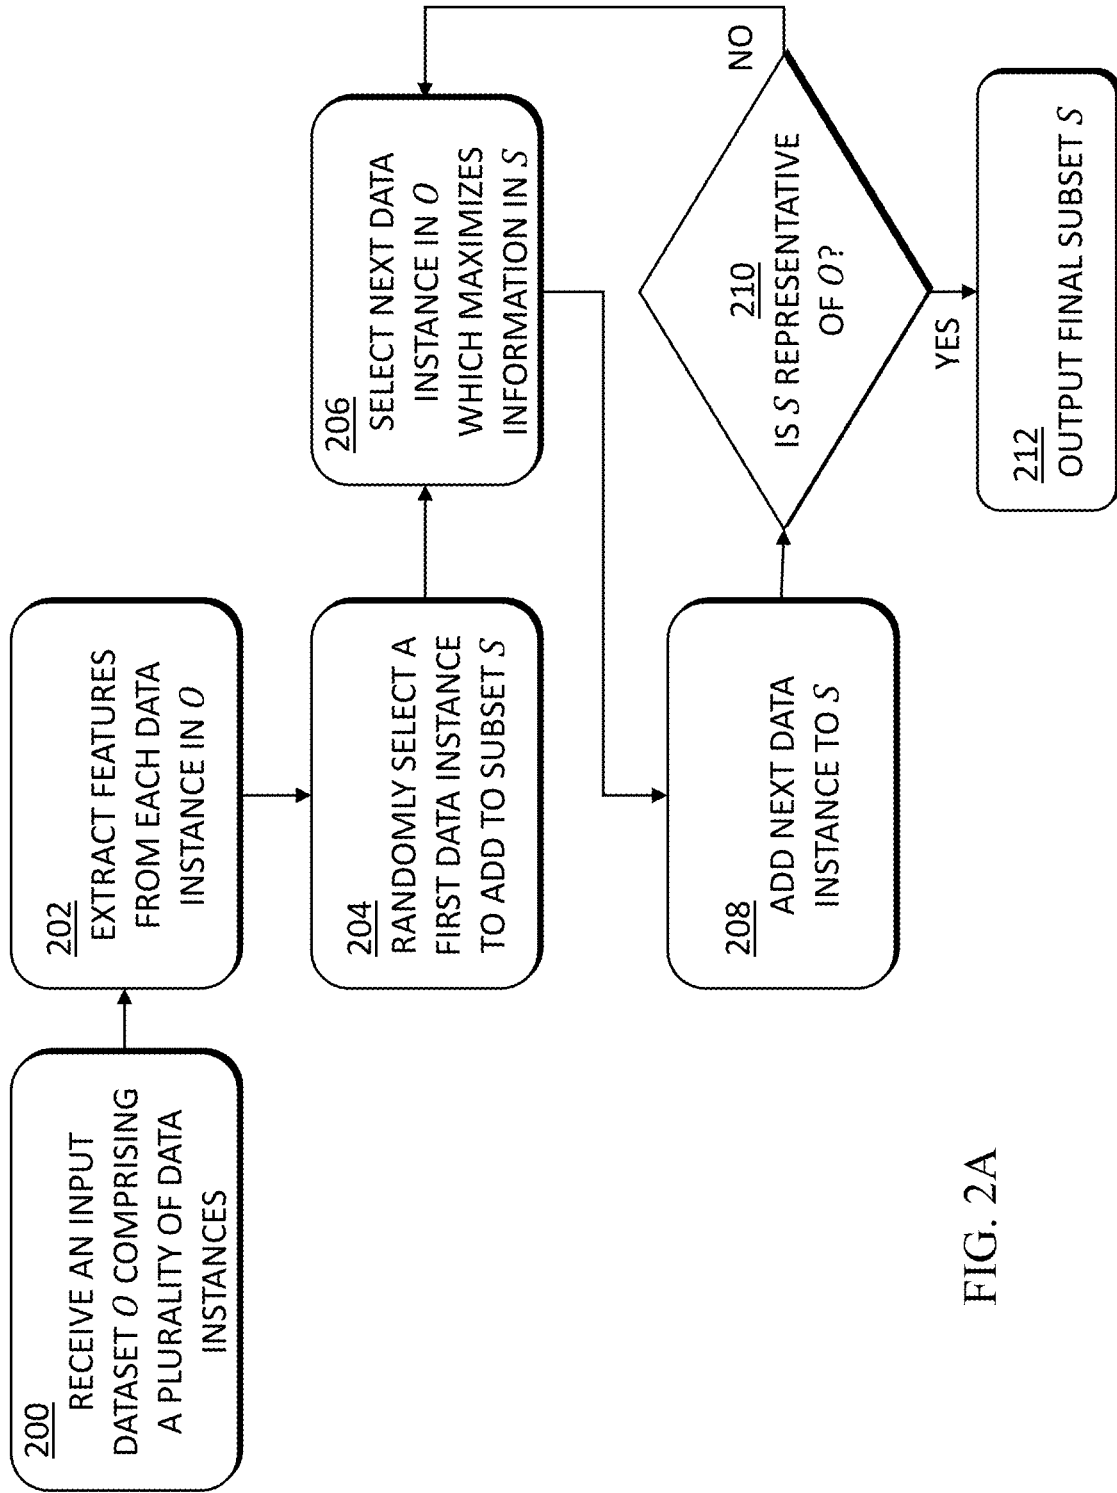 200
RECEIVE AN INPUT
DATASET O COMPRISING
A PLURALITY OF DATA
INSTANCES
202
EXTRACT FEATURES
FROM EACH DATA
INSTANCE IN O
204
RANDOMLY SELECT A
FIRST DATA INSTANCE
TO ADD TO SUBSET S
206
SELECT NEXT DATA
INSTANCE IN O
WHICH MAXIMIZES
INFORMATION IN S
208
ADD NEXT DATA
INSTANCE TO S
210
IS S REPRESENTATIVE
OF O?
NO
YES
212
OUTPUT FINAL SUBSET S
FIG. 2A